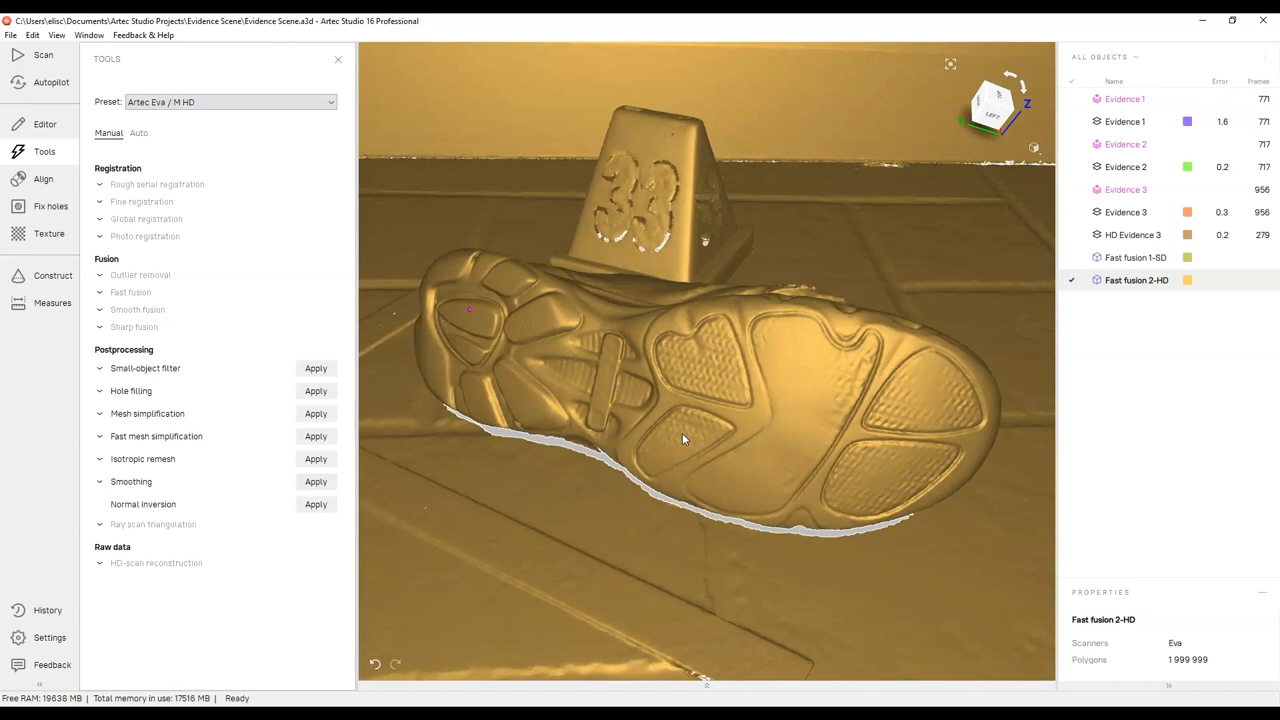 C:\Users\elisc\Documents\Artec Studio Projects\Evidence Scene\Evidence Scene.a3d - Artec Studio 16 Professional
File Edit View Window Feedback & Help
Scan
Autopilot
Editor
Tools
Align
Fix holes
Texture
Construct
Measures
History
Settings
Feedback
TOOLS
Preset: Artec Eva / M HD
Manual Auto
Registration
Rough serial registration
Fine registration
Global registration
Photo registration
Fusion
Outlier removal
Fast fusion
Smooth fusion
Sharp fusion
Postprocessing
Small-object filter Apply
Hole filling Apply
Mesh simplification Apply
Fast mesh simplification Apply
Isotropic remesh Apply
Smoothing Apply
Normal inversion Apply
Ray scan triangulation
Raw data
HD-scan reconstruction
33
LEFT
Z
ALL OBJECTS
Name Error Frames
Evidence 1 771
Evidence 1 1.6 771
Evidence 2 717
Evidence 2 0.2 717
Evidence 3 956
Evidence 3 0.3 956
HD Evidence 3 0.2 279
Fast fusion 1-SD
Fast fusion 2-HD
PROPERTIES
Fast fusion 2-HD
Scanners Eva
Polygons 1 999 999
Free RAM: 19638 MB | Total memory in use: 17516 MB | Ready